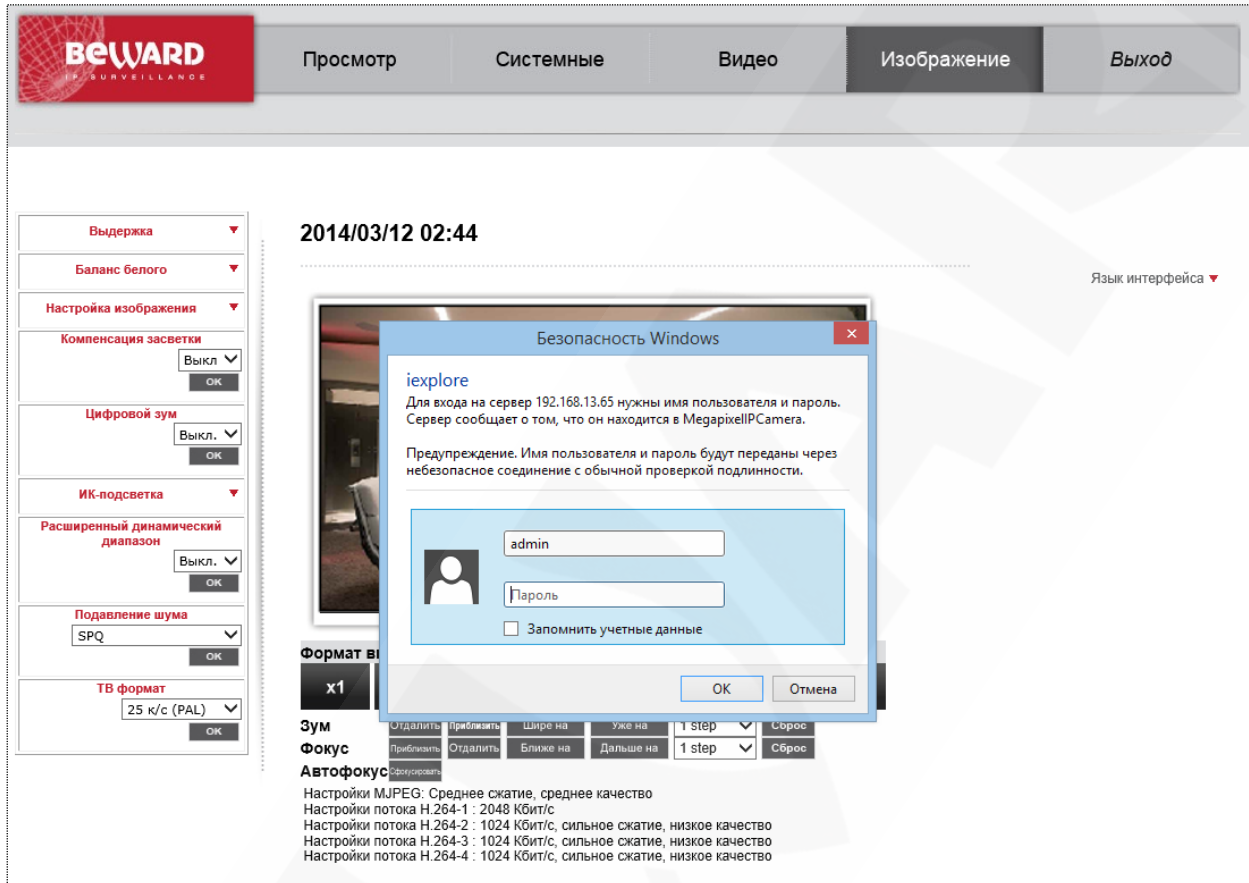 BEWARD
IP SURVEILLANCE
Просмотр
Системные
Видео
Изображение
Выход
Выдержка
Баланс белого
Настройка изображения
Компенсация засветки
Выкл
ОК
Цифровой зум
Выкл.
ОК
ИК-подсветка
Расширенный динамический
диапазон
Выкл.
ОК
Подавление шума
SPQ
ОК
ТВ формат
25 к/с (PAL)
ОК
2014/03/12 02:44
Язык интерфейса
Безопасность Windows
iexplore
Для входа на сервер 192.168.13.65 нужны имя пользователя и пароль.
Сервер сообщает о том, что он находится в MegapixelIPCamera.
Предупреждение. Имя пользователя и пароль будут переданы через
небезопасное соединение с обычной проверкой подлинности.
admin
Пароль
Запомнить учетные данные
ОК
Отмена
Формат
x1
Зум
Отдалить Приблизить Шире на Уже на 1 step Сброс
Фокус
Приблизить Отдалить Ближе на Дальше на 1 step Сброс
Автофокус Сфокусировать
Настройки MJPEG: Среднее сжатие, среднее качество
Настройки потока H.264-1 : 2048 Кбит/с
Настройки потока H.264-2 : 1024 Кбит/с, сильное сжатие, низкое качество
Настройки потока H.264-3 : 1024 Кбит/с, сильное сжатие, низкое качество
Настройки потока H.264-4 : 1024 Кбит/с, сильное сжатие, низкое качество